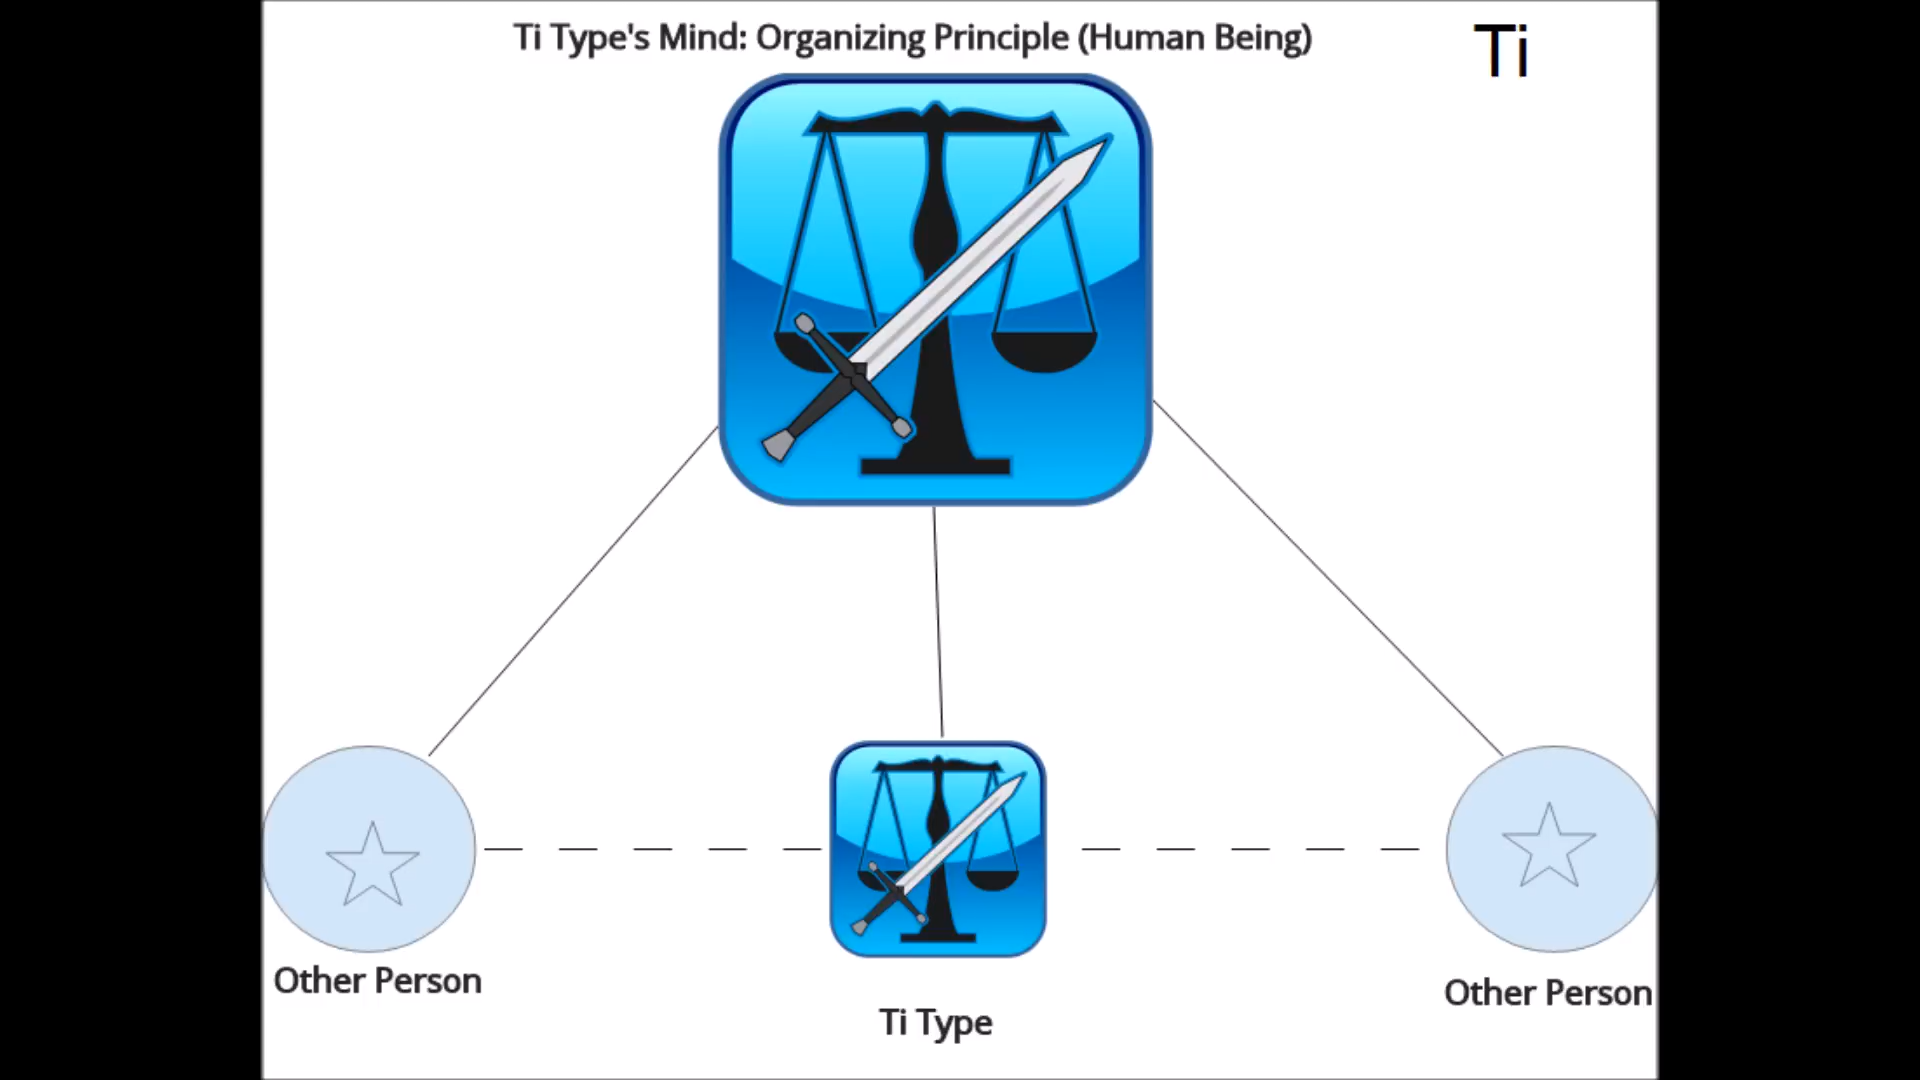 Ti Type's Mind: Organizing Principle (Human Being)
Ti
Other Person
Ti Type
Other Person